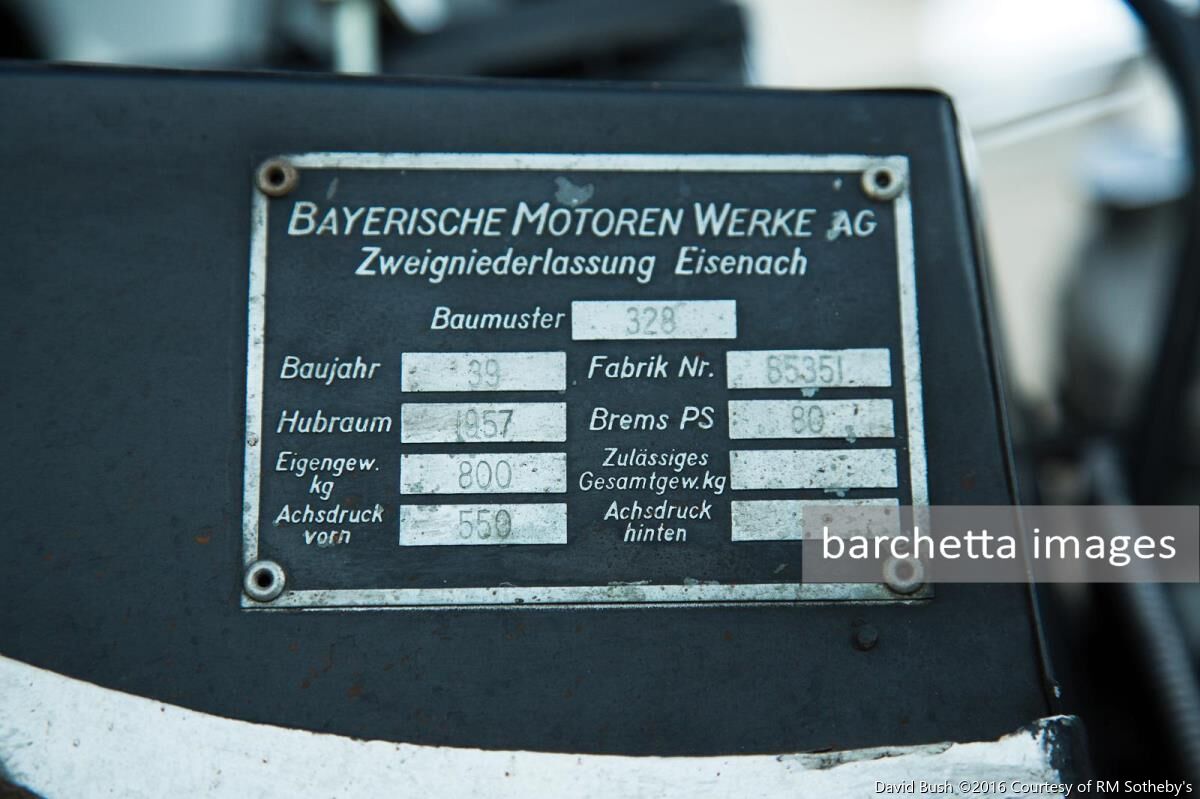 BAYERISCHE MOTOREN WERKE AG
Zweigniederlassung Eisenach
Baumuster 328
Baujahr 39 Fabrik Nr. 85351
Hubraum 1957 Brems PS 80
Eigengew. kg 800 Zulässiges Gesamtgew. kg
Achsdruck vorn 550 Achsdruck hinten
barchetta images
David Bush ©2016 Courtesy of RM Sotheby's